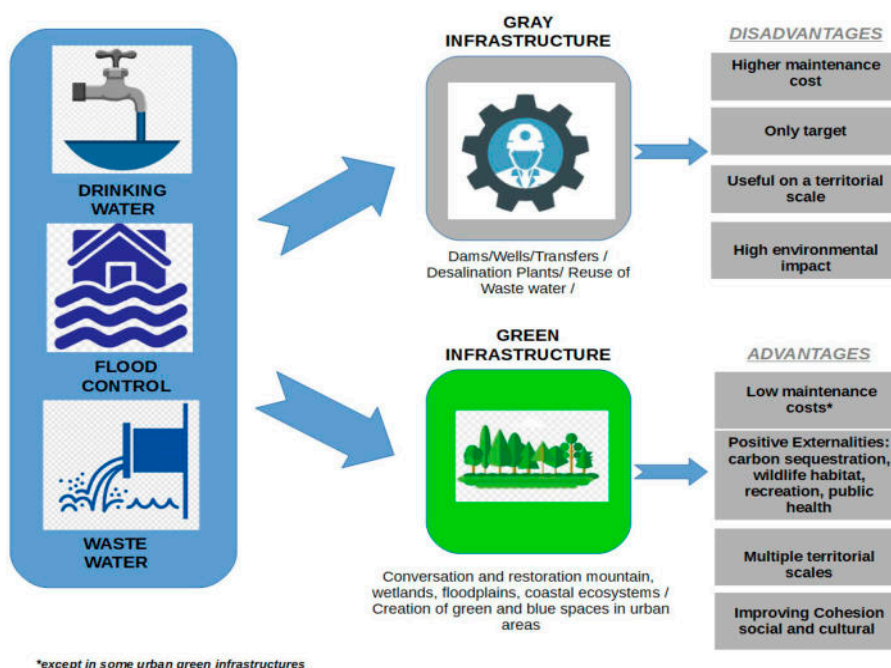 DRINKING
WATER
FLOOD
CONTROL
WASTE
WATER
GRAY
INFRASTRUCTURE
Dams/Wells/Transfers /
Desalination Plants/ Reuse of
Waste water /
DISADVANTAGES
Higher maintenance
cost
Only target
Useful on a territorial
scale
High environmental
impact
GREEN
INFRASTRUCTURE
Conversation and restoration mountain,
wetlands, floodplains, coastal ecosystems /
Creation of green and blue spaces in urban
areas
ADVANTAGES
Low maintenance
costs*
Positive Externalities:
carbon sequestration,
wildlife habitat,
recreation, public
health
Multiple territorial
scales
Improving Cohesion
social and cultural
*except in some urban green infrastructures